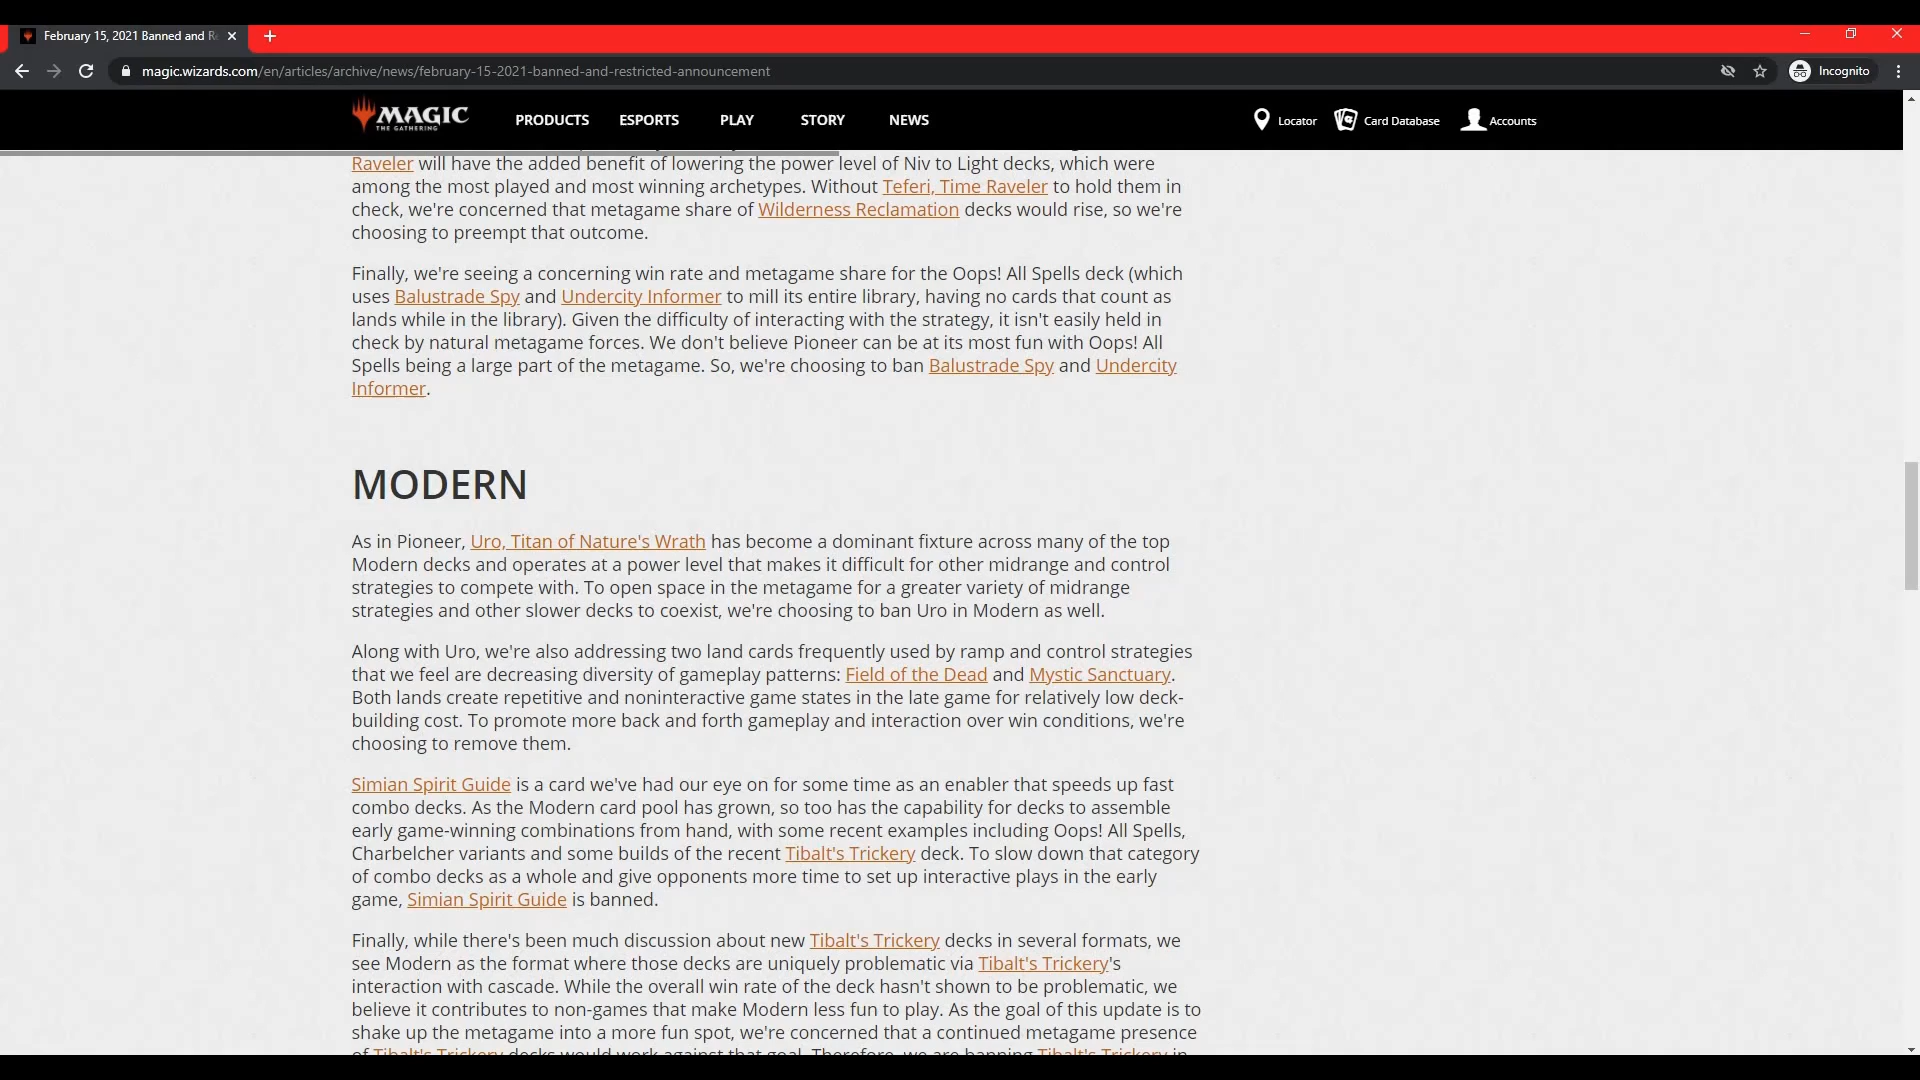 February 15, 2021 Banned and R
magic.wizards.com/en/articles/archive/news/february-15-2021-banned-and-restricted-announcement
Incognito
MAGIC
THE GATHERING
PRODUCTS
ESPORTS
PLAY
STORY
NEWS
Locator
Card Database
Accounts
Raveler will have the added benefit of lowering the power level of Niv to Light decks, which were
among the most played and most winning archetypes. Without Teferi, Time Raveler to hold them in
check, we're concerned that metagame share of Wilderness Reclamation decks would rise, so we're
choosing to preempt that outcome.
Finally, we're seeing a concerning win rate and metagame share for the Oops! All Spells deck (which
uses Balustrade Spy and Undercity Informer to mill its entire library, having no cards that count as
lands while in the library). Given the difficulty of interacting with the strategy, it isn't easily held in
check by natural metagame forces. We don't believe Pioneer can be at its most fun with Oops! All
Spells being a large part of the metagame. So, we're choosing to ban Balustrade Spy and Undercity
Informer.
MODERN
As in Pioneer, Uro, Titan of Nature's Wrath has become a dominant fixture across many of the top
Modern decks and operates at a power level that makes it difficult for other midrange and control
strategies to compete with. To open space in the metagame for a greater variety of midrange
strategies and other slower decks to coexist, we're choosing to ban Uro in Modern as well.
Along with Uro, we're also addressing two land cards frequently used by ramp and control strategies
that we feel are decreasing diversity of gameplay patterns: Field of the Dead and Mystic Sanctuary.
Both lands create repetitive and noninteractive game states in the late game for relatively low deck-
building cost. To promote more back and forth gameplay and interaction over win conditions, we're
choosing to remove them.
Simian Spirit Guide is a card we've had our eye on for some time as an enabler that speeds up fast
combo decks. As the Modern card pool has grown, so too has the capability for decks to assemble
early game-winning combinations from hand, with some recent examples including Oops! All Spells,
Charbelcher variants and some builds of the recent Tibalt's Trickery deck. To slow down that category
of combo decks as a whole and give opponents more time to set up interactive plays in the early
game, Simian Spirit Guide is banned.
Finally, while there's been much discussion about new Tibalt's Trickery decks in several formats, we
see Modern as the format where those decks are uniquely problematic via Tibalt's Trickery's
interaction with cascade. While the overall win rate of the deck hasn't shown to be problematic, we
believe it contributes to non-games that make Modern less fun to play. As the goal of this update is to
shake up the metagame into a more fun spot, we're concerned that a continued metagame presence
of Tibalt's Trickery decks would work against that goal. Therefore, we are banning Tibalt's Trickery in